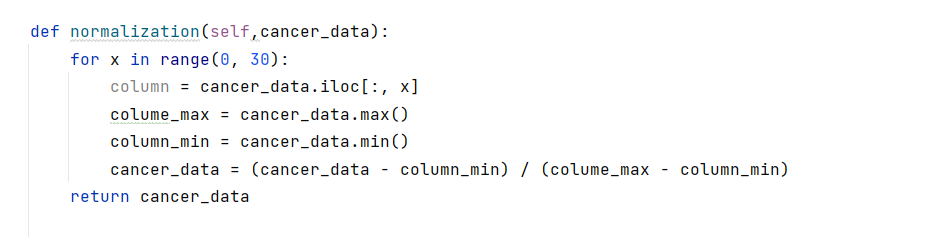 def normalization(self,cancer_data):
    for x in range(0, 30):
        column = cancer_data.iloc[:, x]
        colume_max = cancer_data.max()
        column_min = cancer_data.min()
        cancer_data = (cancer_data - column_min) / (colume_max - column_min)
    return cancer_data